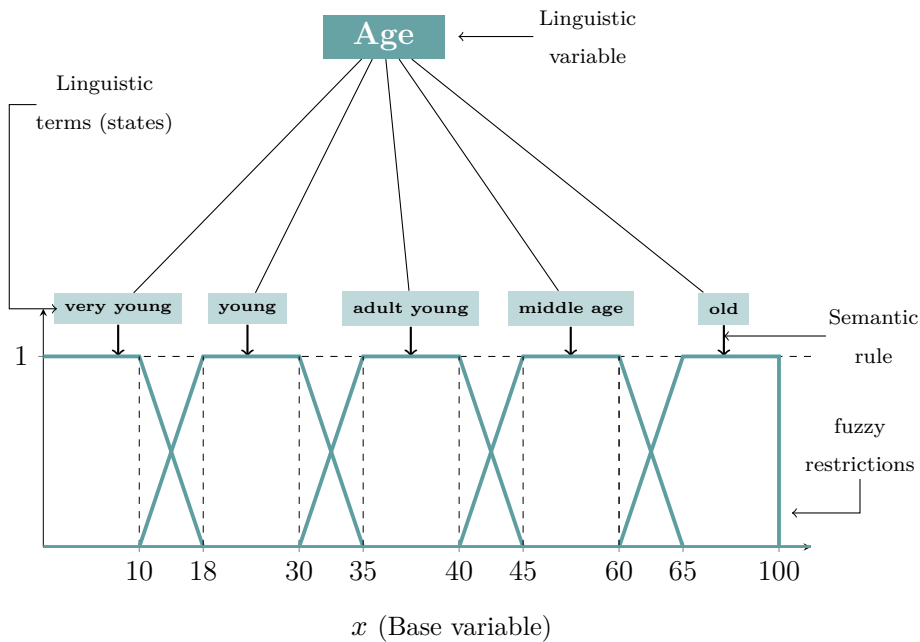 Age
Linguistic
variable
Linguistic
terms (states)
very young
young
adult young
middle age
old
Semantic
rule
1
fuzzy
restrictions
10 18 30 35 40 45 60 65 100
x (Base variable)